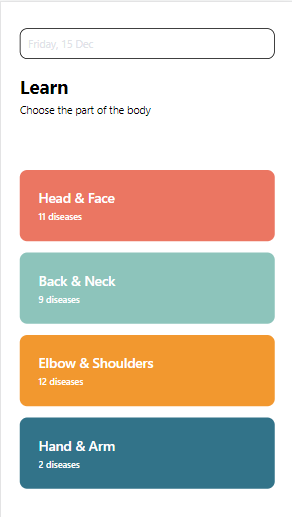 Friday, 15 Dec
Learn
Choose the part of the body
Head & Face
11 diseases
Back & Neck
9 diseases
Elbow & Shoulders
12 diseases
Hand & Arm
2 diseases